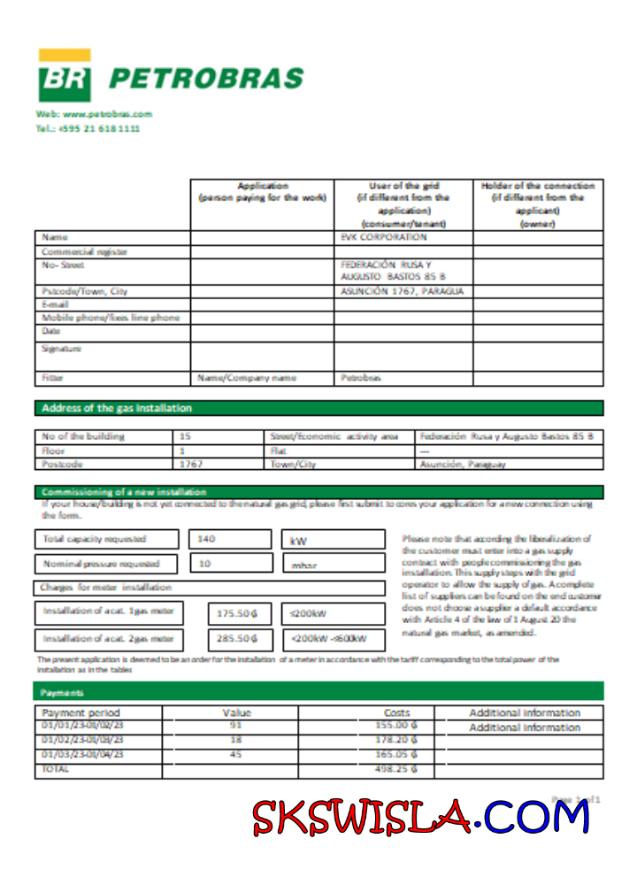 BR PETROBRAS
Web: www.petrobras.com
Tel.: +595 21 618 1111
Application (person paying for the work) User of the grid (if different from the application) (consumer/tenant) Holder of the connection (if different from the applicant) (owner)
Name EVK CORPORATION
Commercial register
No- Street FEDERACIÓN RUSA Y AUGUSTO BASTOS 85 B
Pstcode/Town, City ASUNCIÓN 1767, PARAGUA
E-mail
Mobile phone/fixes line phone
Date
Signature
Fitter Name/Company name Petrobras
Address of the gas installation
No of the building 15 Street/Economic activity area Federación Rusa y Augusto Bastos 85 B
Floor 1 Flat —
Postcode 1767 Town/City Asunción, Paraguay
Commissioning of a new installation
If your house/building is not yet connected to the natural gas grid, please first submit to your application for a new connection using
the form.
Total capacity requested 140 kW
Nominal pressure requested 10 mbar
Charges for meter installation
Installation of a cat. 1 gas meter 175.50 ₲ ≤200kW
Installation of a cat. 2 gas meter 285.50 ₲ <200kW -≤600kW
Please note that according the liberalization of
the customer must enter into a gas supply
contract with people commissioning the gas
installation. This supply steps with the grid
operator to allow the supply of gas. A complete
list of suppliers can be found on the end customer
does not choose a supplier a default accordance
with Article 4 of the law of 1 August 20 the
natural gas market, as amended.
The present application is deemed to be an order for the installation of a meter in accordance with the tariff corresponding to the total power of the
installation as in the tables
Payments
Payment period Value Costs Additional information
01/01/23-01/02/23 91 155.00 ₲ Additional information
01/02/23-01/03/23 18 178.20 ₲
01/03/23-01/04/23 45 165.05 ₲
TOTAL 498.25 ₲
Page 1 of 1
SKSWISLA.COM